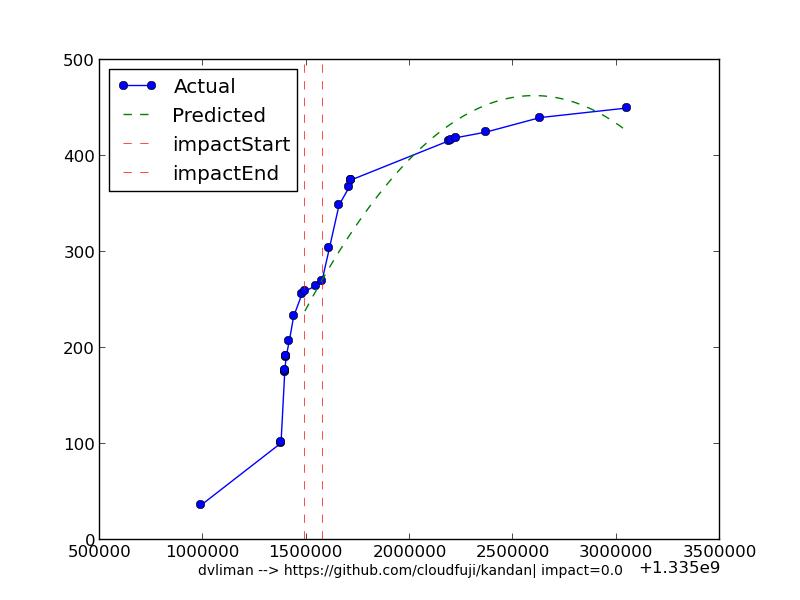 500
400
300
200
100
0
Actual
Predicted
impactStart
impactEnd
500000 1000000 1500000 2000000 2500000 3000000 3500000
dvliman --> https://github.com/cloudfuji/kandan| impact=0.0 +1.335e9